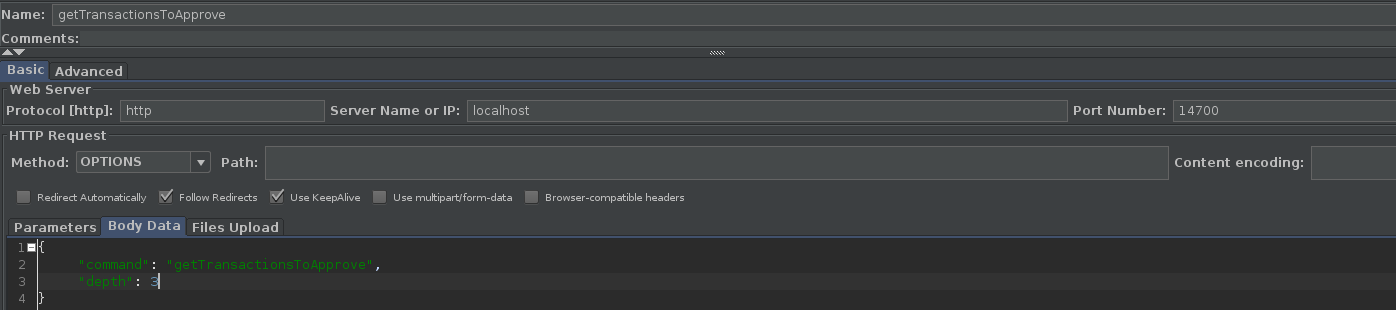 Name: getTransactionsToApprove
Comments:
Basic Advanced
Web Server
Protocol [http]: http Server Name or IP: localhost Port Number: 14700
HTTP Request
Method: OPTIONS Path: Content encoding:
Redirect Automatically Follow Redirects Use KeepAlive Use multipart/form-data Browser-compatible headers
Parameters Body Data Files Upload
1 {
2 "command": "getTransactionsToApprove",
3 "depth": 3
4 }